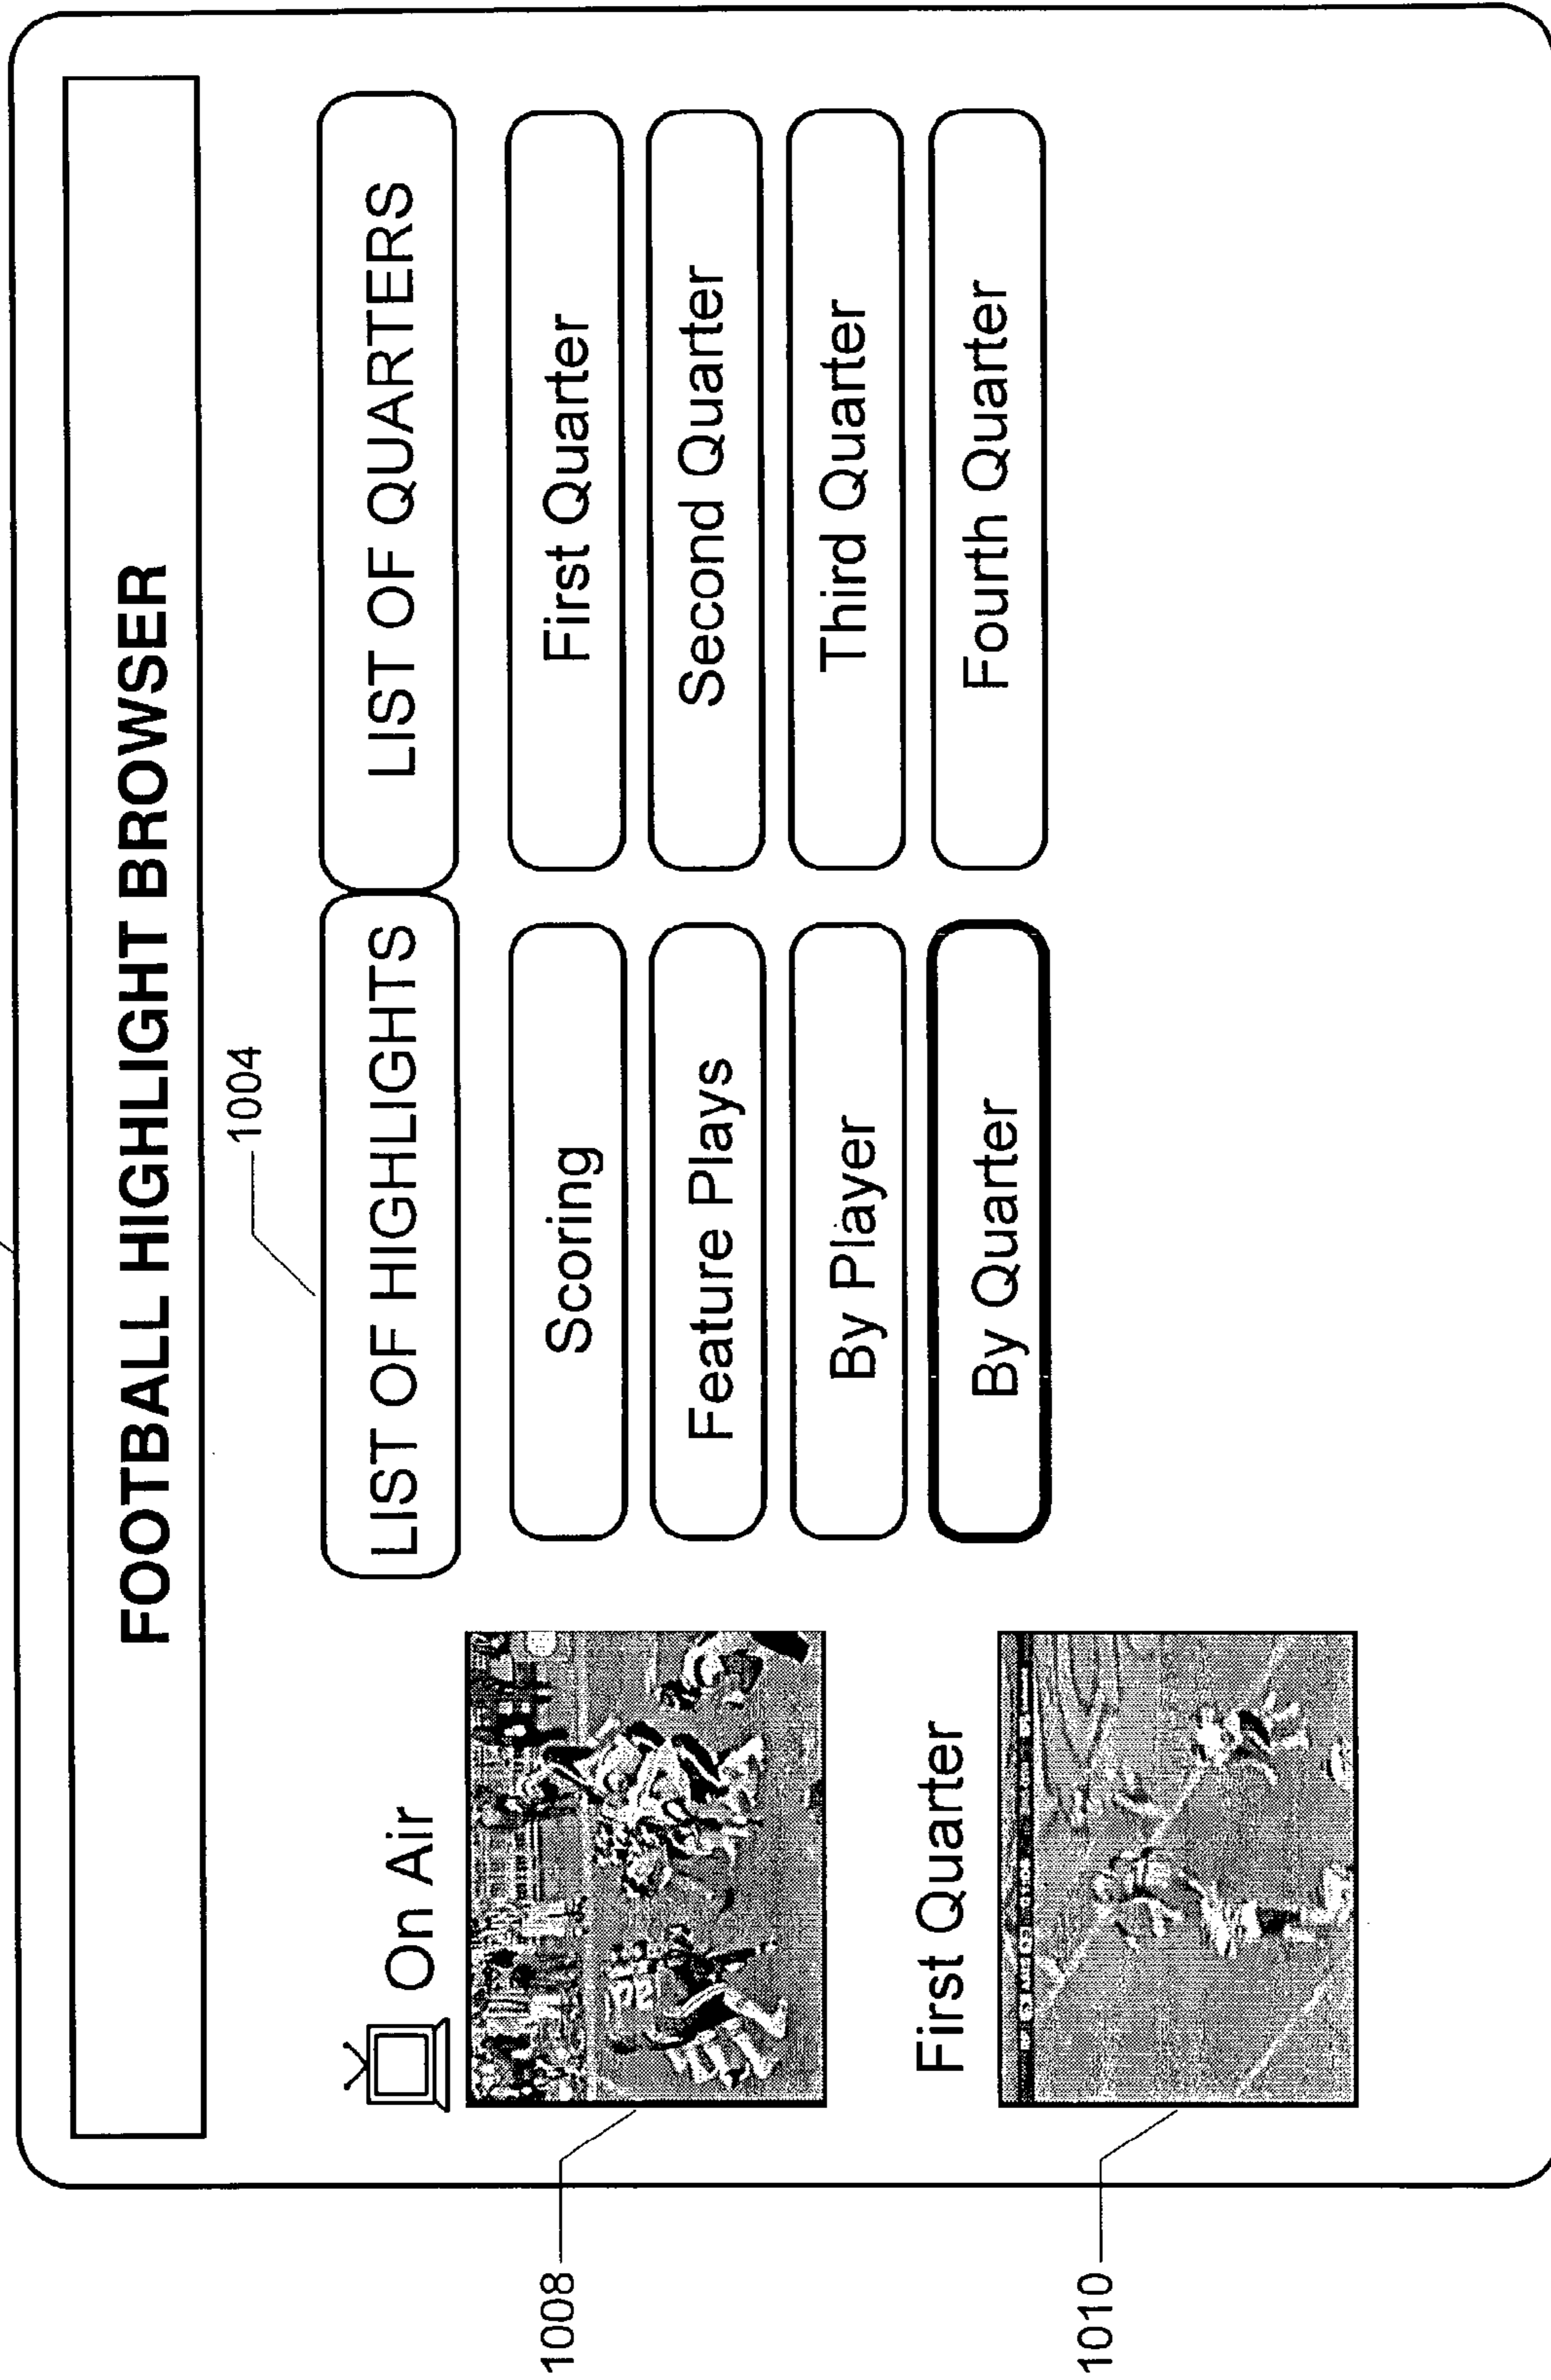 FOOTBALL HIGHLIGHT BROWSER
1004
On Air
LIST OF HIGHLIGHTS
LIST OF QUARTERS
1008
Scoring
First Quarter
Feature Plays
Second Quarter
By Player
Third Quarter
First Quarter
By Quarter
Fourth Quarter
1010